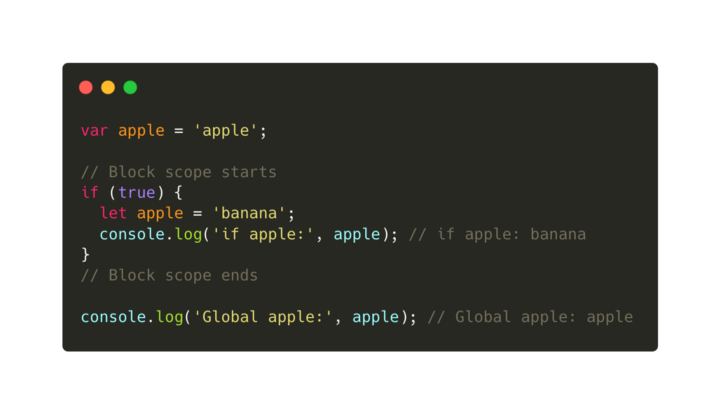 var apple = 'apple';
// Block scope starts
if (true) {
  let apple = 'banana';
  console.log('if apple:', apple); // if apple: banana
}
// Block scope ends
console.log('Global apple:', apple); // Global apple: apple